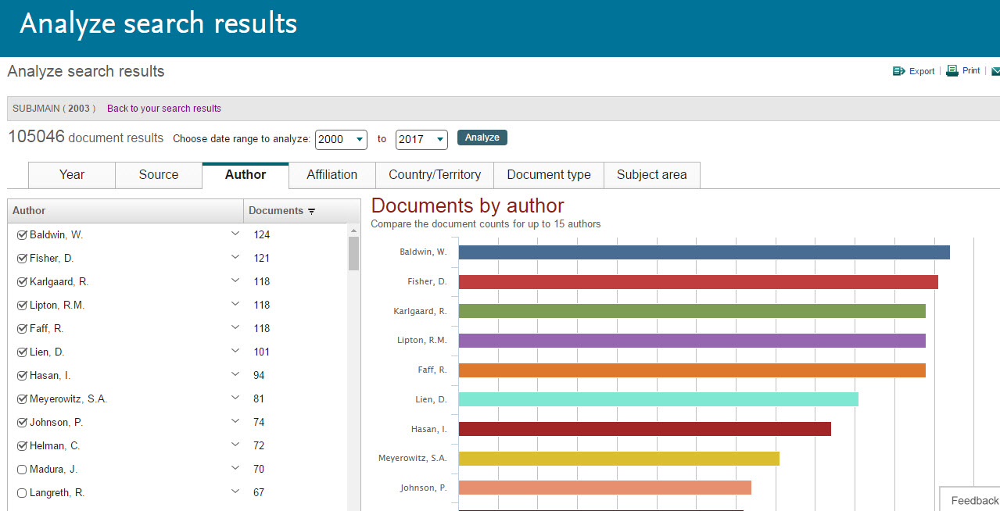 Analyze search results
Analyze search results
Export | Print |
SUBJMAIN ( 2003 ) Back to your search results
105046 document results Choose date range to analyze: 2000 to 2017 Analyze
Year Source Author Affiliation Country/Territory Document type Subject area
Author Documents
Baldwin, W. 124
Fisher, D. 121
Karlgaard, R. 118
Lipton, R.M. 118
Faff, R. 118
Lien, D. 101
Hasan, I. 94
Meyerowitz, S.A. 81
Johnson, P. 74
Helman, C. 72
Madura, J. 70
Langreth, R. 67
Documents by author
Compare the document counts for up to 15 authors
Baldwin, W.
Fisher, D.
Karlgaard, R.
Lipton, R.M.
Faff, R.
Lien, D.
Hasan, I.
Meyerowitz, S.A.
Johnson, P.
Feedback